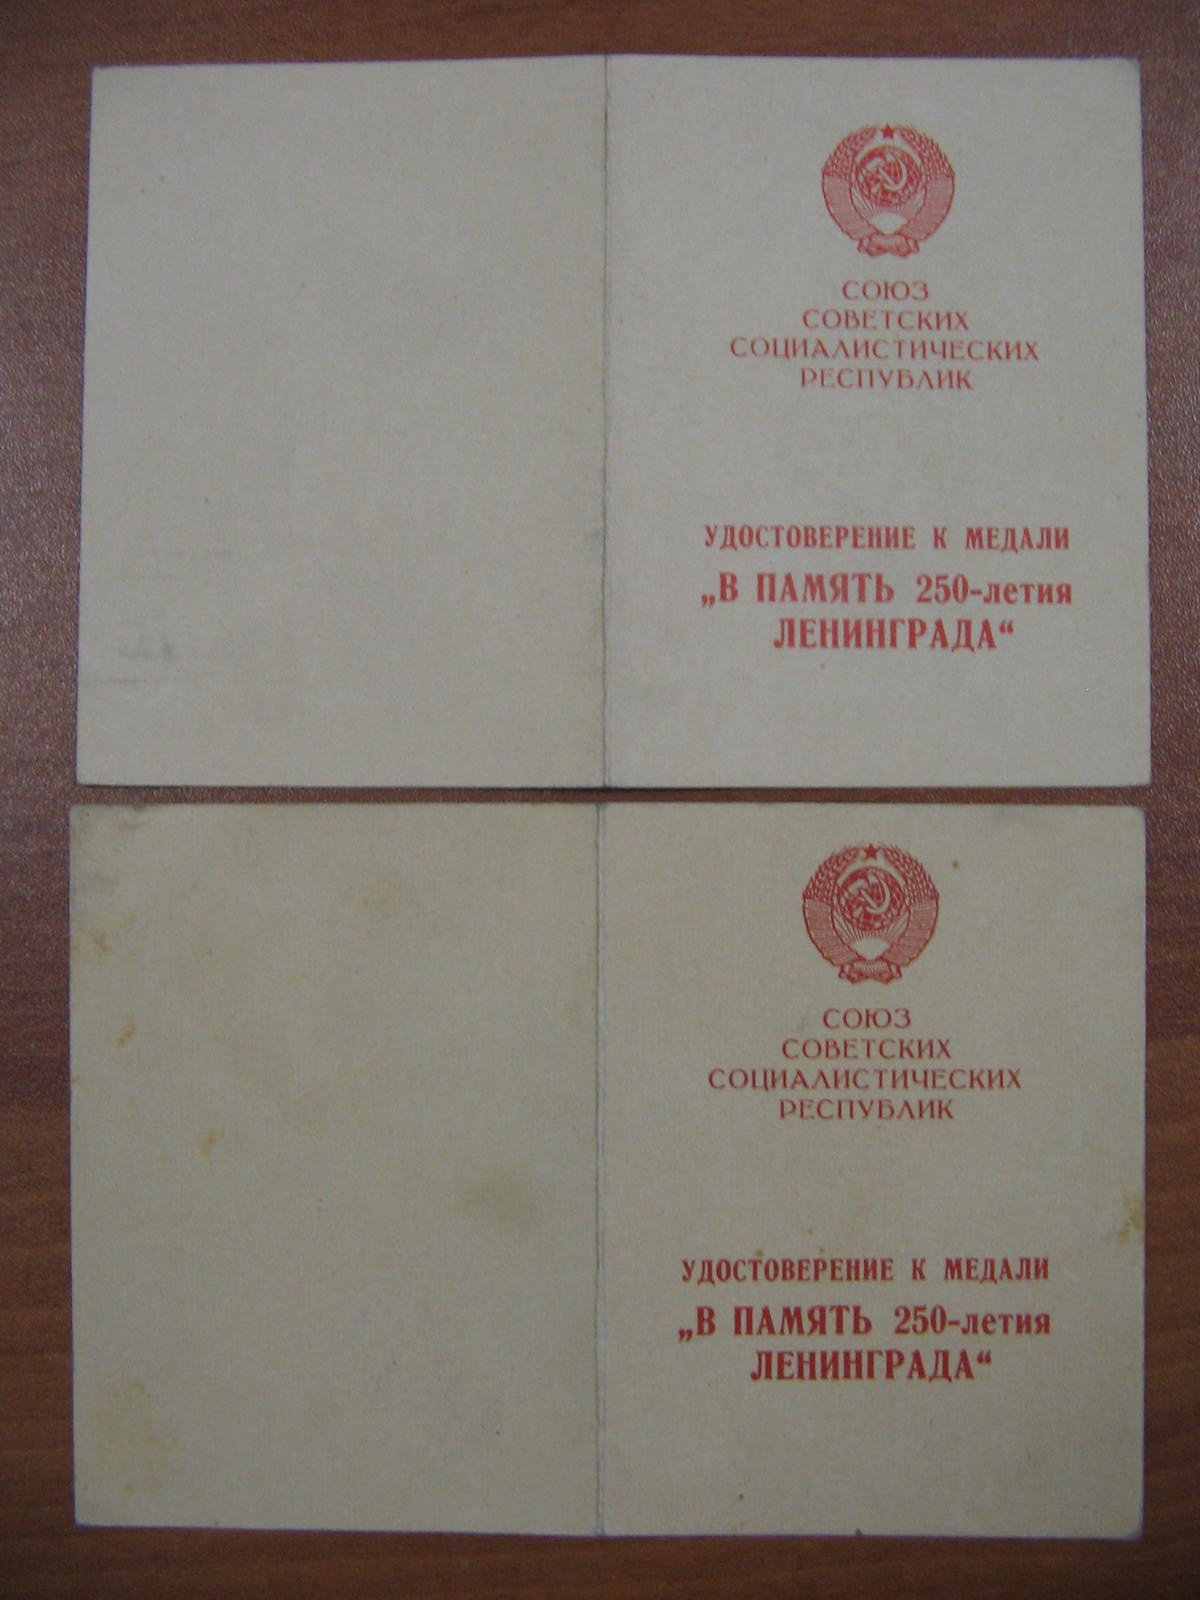 СОЮЗ
СОВЕТСКИХ
СОЦИАЛИСТИЧЕСКИХ
РЕСПУБЛИК
УДОСТОВЕРЕНИЕ К МЕДАЛИ
„В ПАМЯТЬ 250-летия
ЛЕНИНГРАДА“
СОЮЗ
СОВЕТСКИХ
СОЦИАЛИСТИЧЕСКИХ
РЕСПУБЛИК
УДОСТОВЕРЕНИЕ К МЕДАЛИ
„В ПАМЯТЬ 250-летия
ЛЕНИНГРАДА“